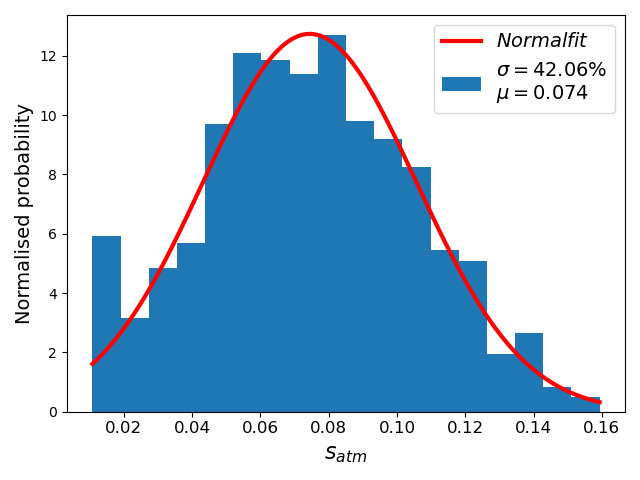 Normalfit
σ = 42.06%
μ = 0.074
Normalised probability
12
10
8
6
4
2
0
0.02 0.04 0.06 0.08 0.10 0.12 0.14 0.16
s_atm